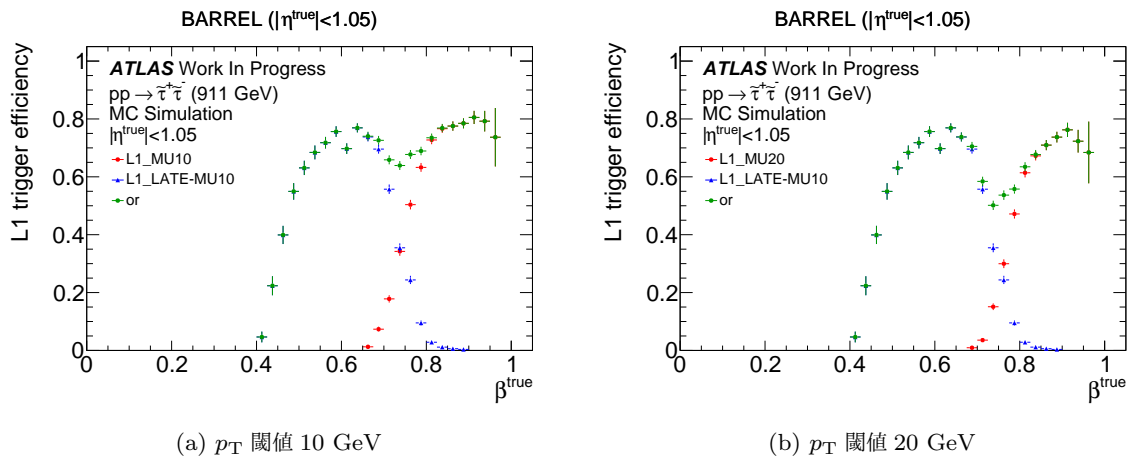 BARREL (|η^true|<1.05)
L1 trigger efficiency
1
0.8
0.6
0.4
0.2
0
ATLAS Work In Progress
pp → τ̃⁺τ̃⁻ (911 GeV)
MC Simulation
|η^true|<1.05
L1_MU10
L1_LATE-MU10
or
0 0.2 0.4 0.6 0.8 1
β^true
(a) p_T 閾値 10 GeV
BARREL (|η^true|<1.05)
L1 trigger efficiency
1
0.8
0.6
0.4
0.2
0
ATLAS Work In Progress
pp → τ̃⁺τ̃⁻ (911 GeV)
MC Simulation
|η^true|<1.05
L1_MU20
L1_LATE-MU10
or
0 0.2 0.4 0.6 0.8 1
β^true
(b) p_T 閾値 20 GeV